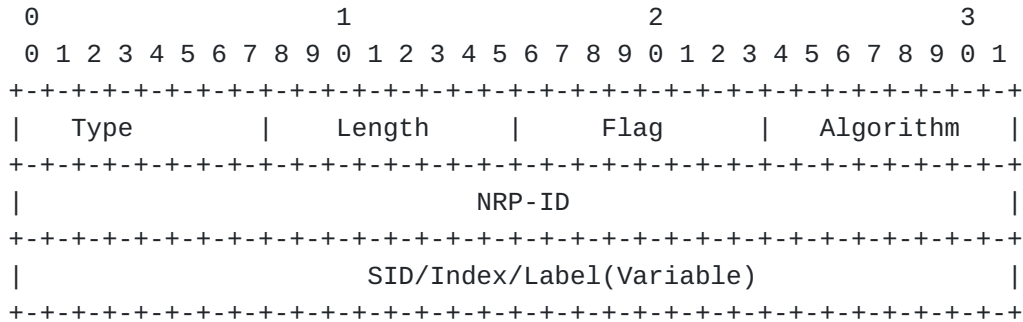 0                   1                   2                   3
 0 1 2 3 4 5 6 7 8 9 0 1 2 3 4 5 6 7 8 9 0 1 2 3 4 5 6 7 8 9 0 1
+-+-+-+-+-+-+-+-+-+-+-+-+-+-+-+-+-+-+-+-+-+-+-+-+-+-+-+-+-+-+-+-+
|   Type        |    Length     |     Flag      |   Algorithm   |
+-+-+-+-+-+-+-+-+-+-+-+-+-+-+-+-+-+-+-+-+-+-+-+-+-+-+-+-+-+-+-+-+
|                             NRP-ID                            |
+-+-+-+-+-+-+-+-+-+-+-+-+-+-+-+-+-+-+-+-+-+-+-+-+-+-+-+-+-+-+-+-+
|                      SID/Index/Label(Variable)                |
+-+-+-+-+-+-+-+-+-+-+-+-+-+-+-+-+-+-+-+-+-+-+-+-+-+-+-+-+-+-+-+-+